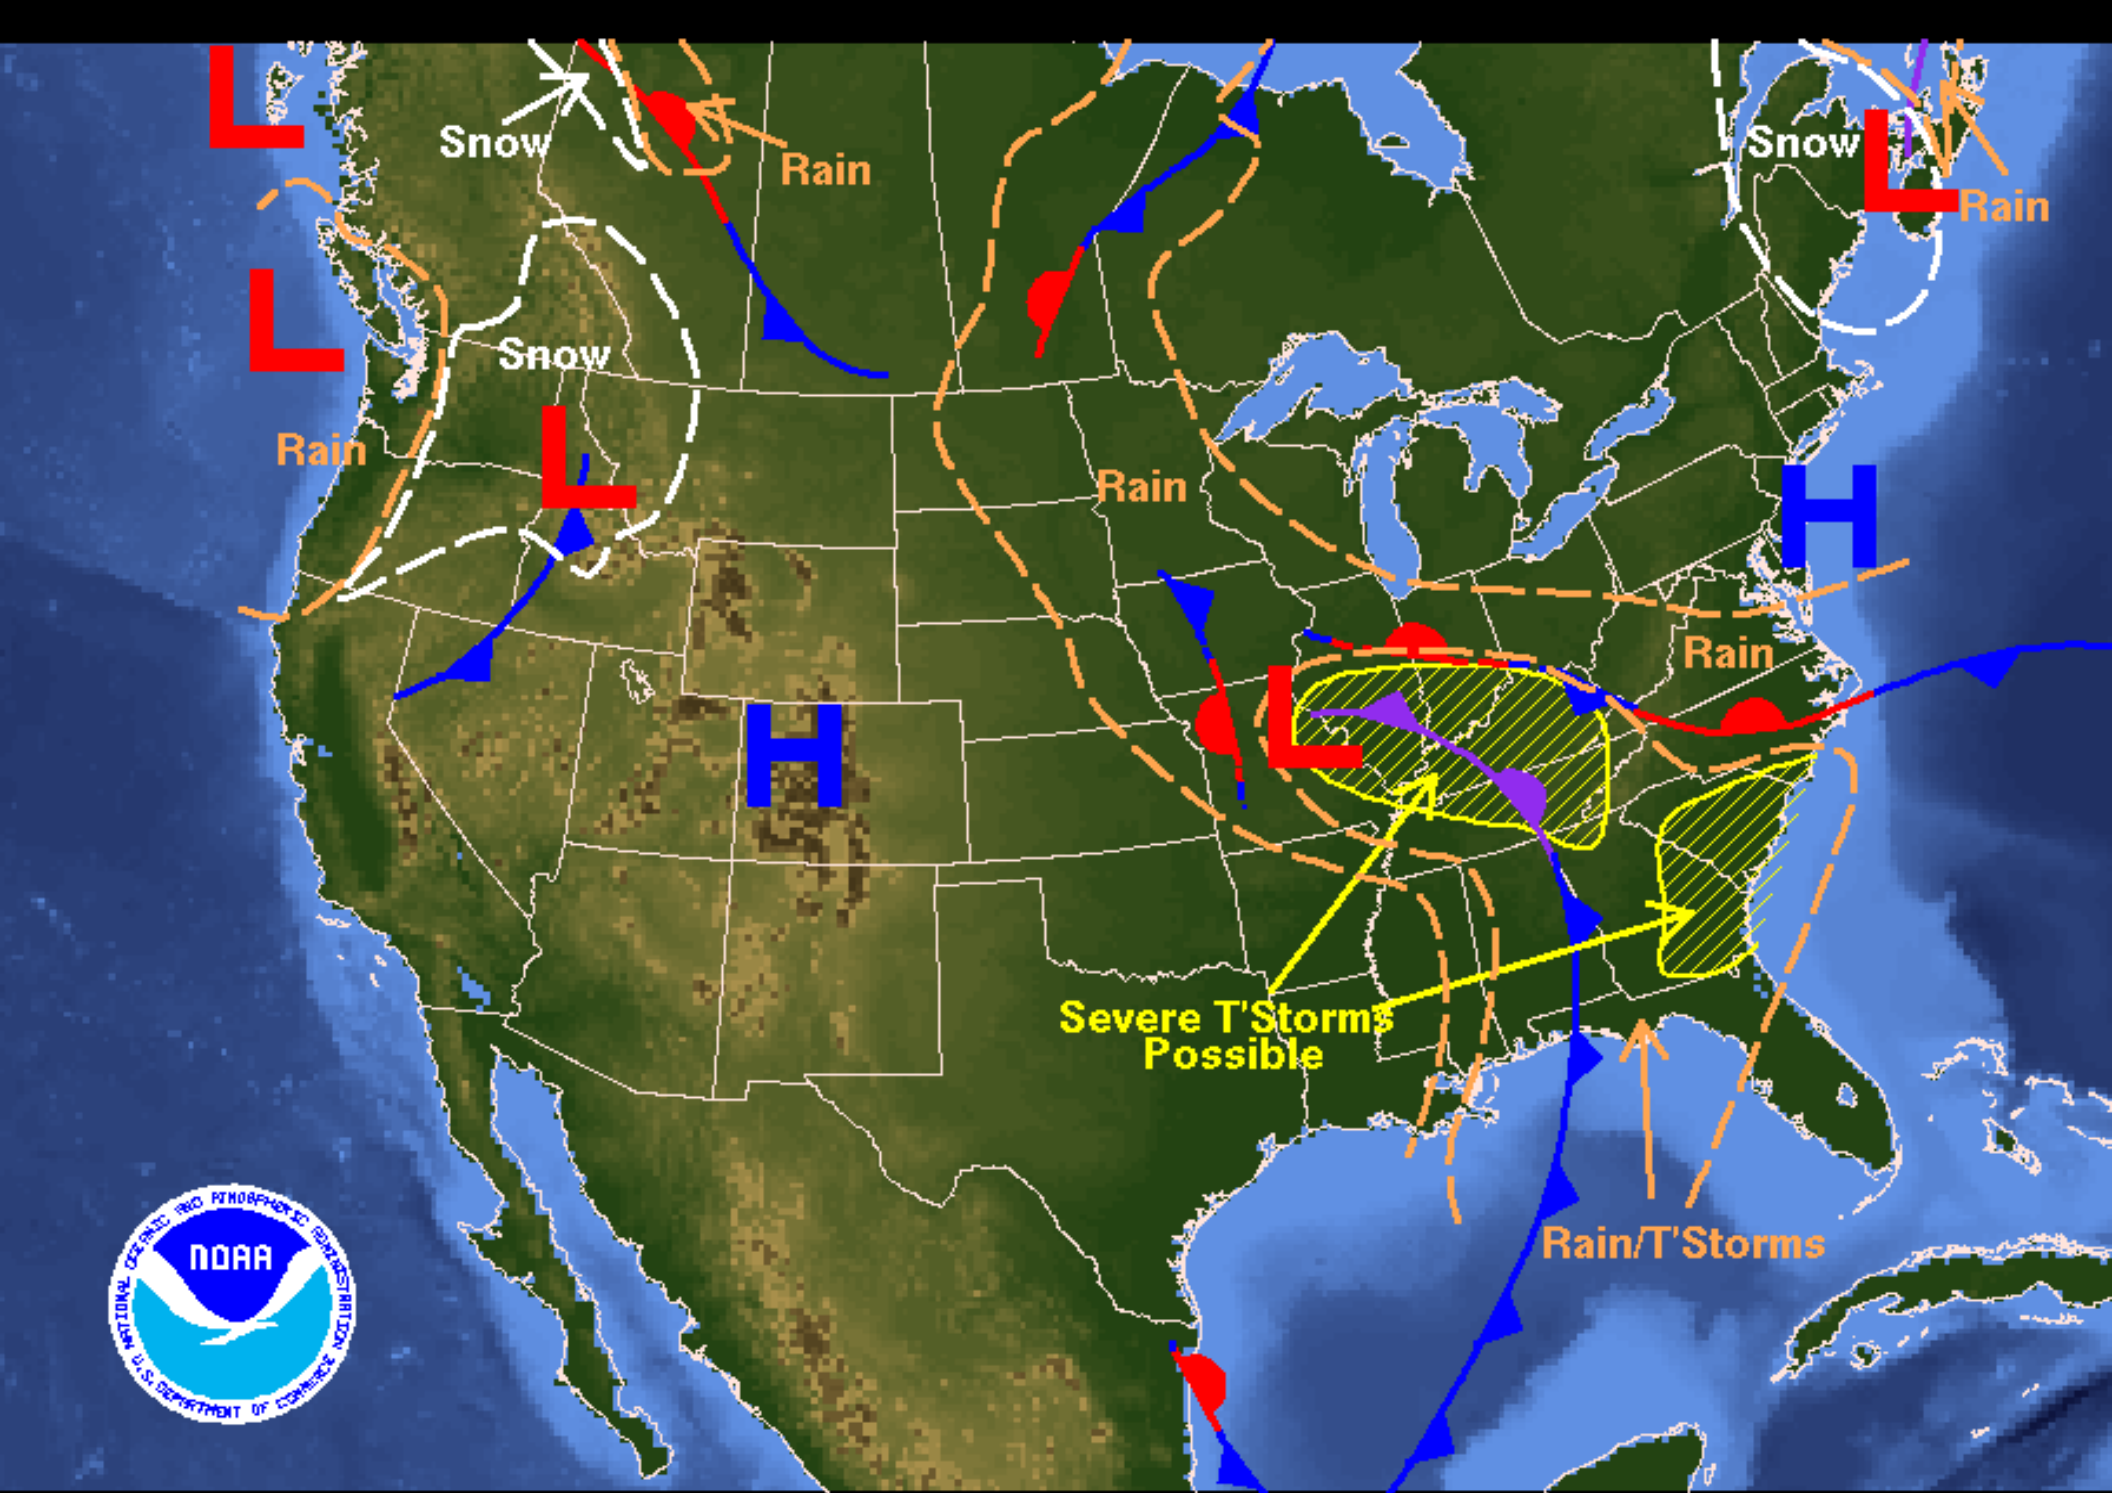 L
Snow
Rain
Snow
L
Rain
L
Snow
Rain
L
Rain
H
Rain
L
H
Severe T'Storms
Possible
Rain/T'Storms
NATIONAL OCEANIC AND ATMOSPHERIC ADMINISTRATION
NOAA
U.S. DEPARTMENT OF COMMERCE